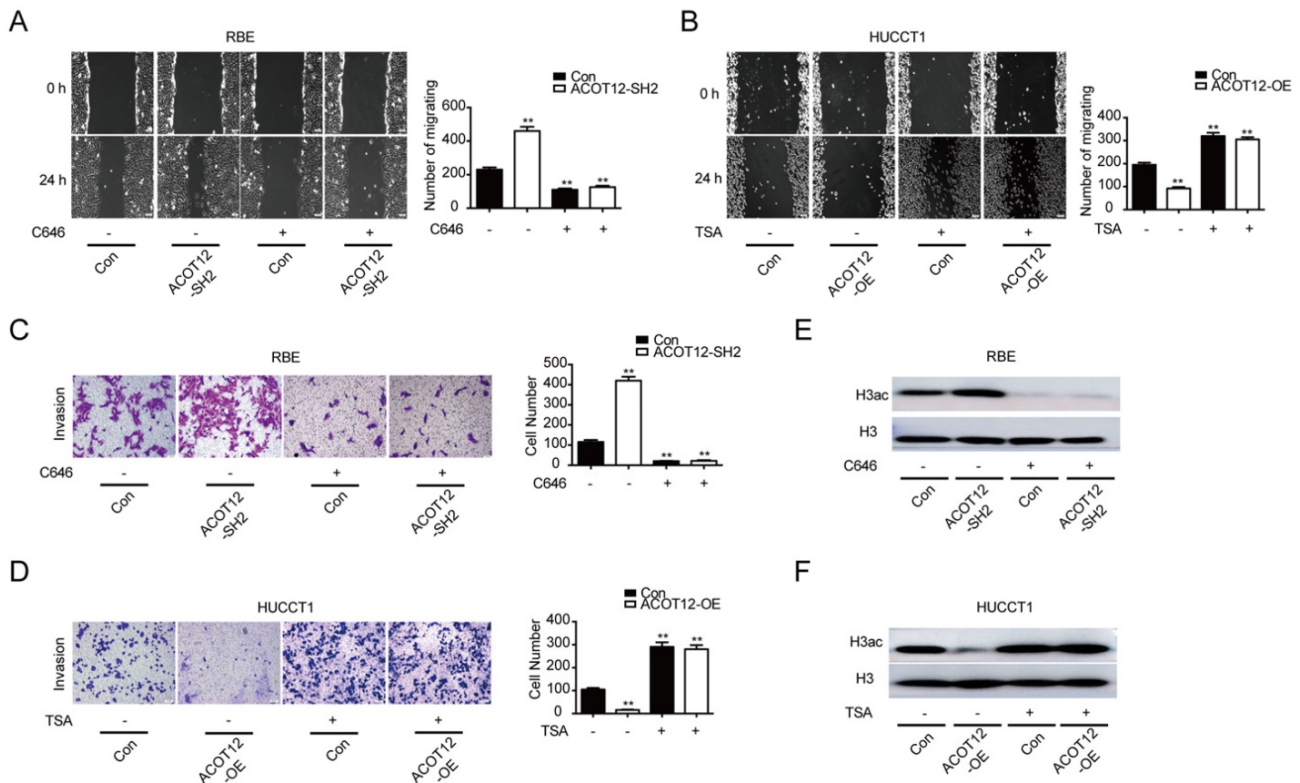 A
RBE
0 h
24 h
C646
- - + +
Con
ACOT12
-SH2
Con
ACOT12
-SH2
Con
ACOT12-SH2
Number of migrating
600
400
200
0
** ** **
C646 - - + +
B
HUCCT1
0 h
24 h
TSA
- - + +
Con
ACOT12
-OE
Con
ACOT12
-OE
Con
ACOT12-OE
Number of migrating
400
300
200
100
0
** ** **
TSA - - + +
C
RBE
Invasion
C646
- - + +
Con
ACOT12
-SH2
Con
ACOT12
-SH2
Con
ACOT12-SH2
Cell Number
500
400
300
200
100
0
** ** **
C646 - - + +
E
RBE
H3ac
H3
C646 - - + +
Con
ACOT12
-SH2
Con
ACOT12
-SH2
D
HUCCT1
Invasion
TSA
- - + +
Con
ACOT12
-OE
Con
ACOT12
-OE
Con
ACOT12-OE
Cell Number
400
300
200
100
0
** ** **
TSA - - + +
F
HUCCT1
H3ac
H3
TSA - - + +
Con
ACOT12
-OE
Con
ACOT12
-OE